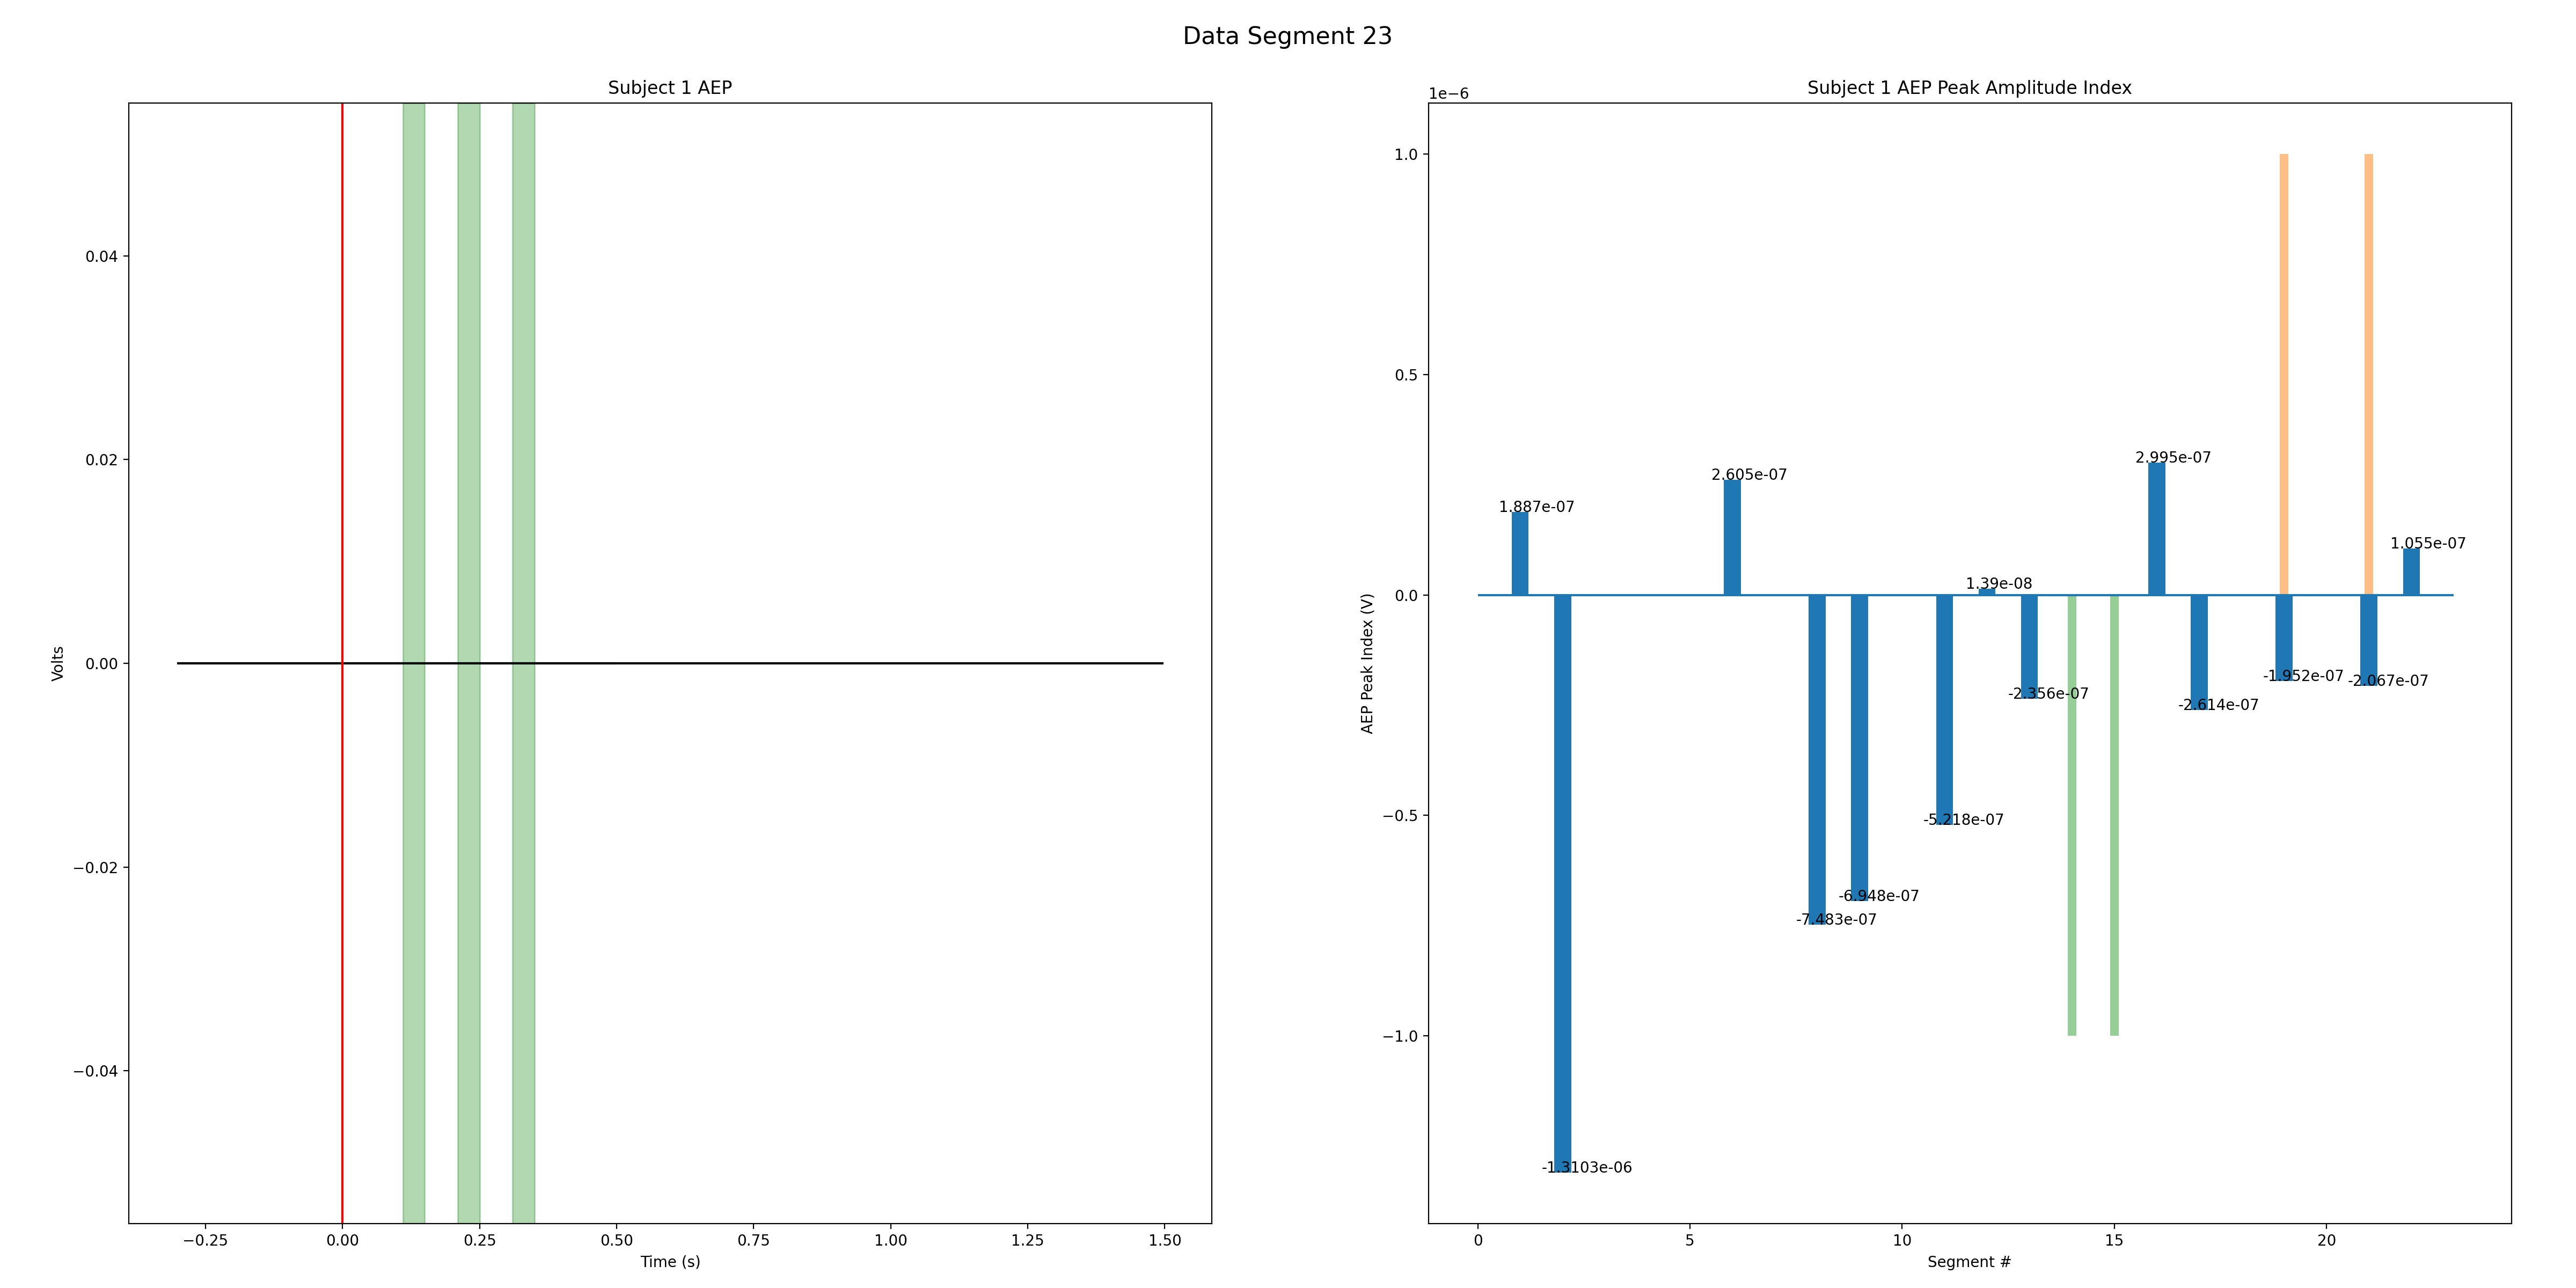 Data Segment 23
Subject 1 AEP
0.04
0.02
0.00
−0.02
−0.04
Volts
−0.25 0.00 0.25 0.50 0.75 1.00 1.25 1.50
Time (s)
Subject 1 AEP Peak Amplitude Index
1e−6
1.0
0.5
0.0
−0.5
−1.0
AEP Peak Index (V)
1.887e-07
-1.3103e-06
2.605e-07
-7.483e-07
-6.948e-07
-5.218e-07
1.39e-08
-2.356e-07
2.995e-07
-2.614e-07
-1.952e-07
-2.067e-07
1.055e-07
0 5 10 15 20
Segment #